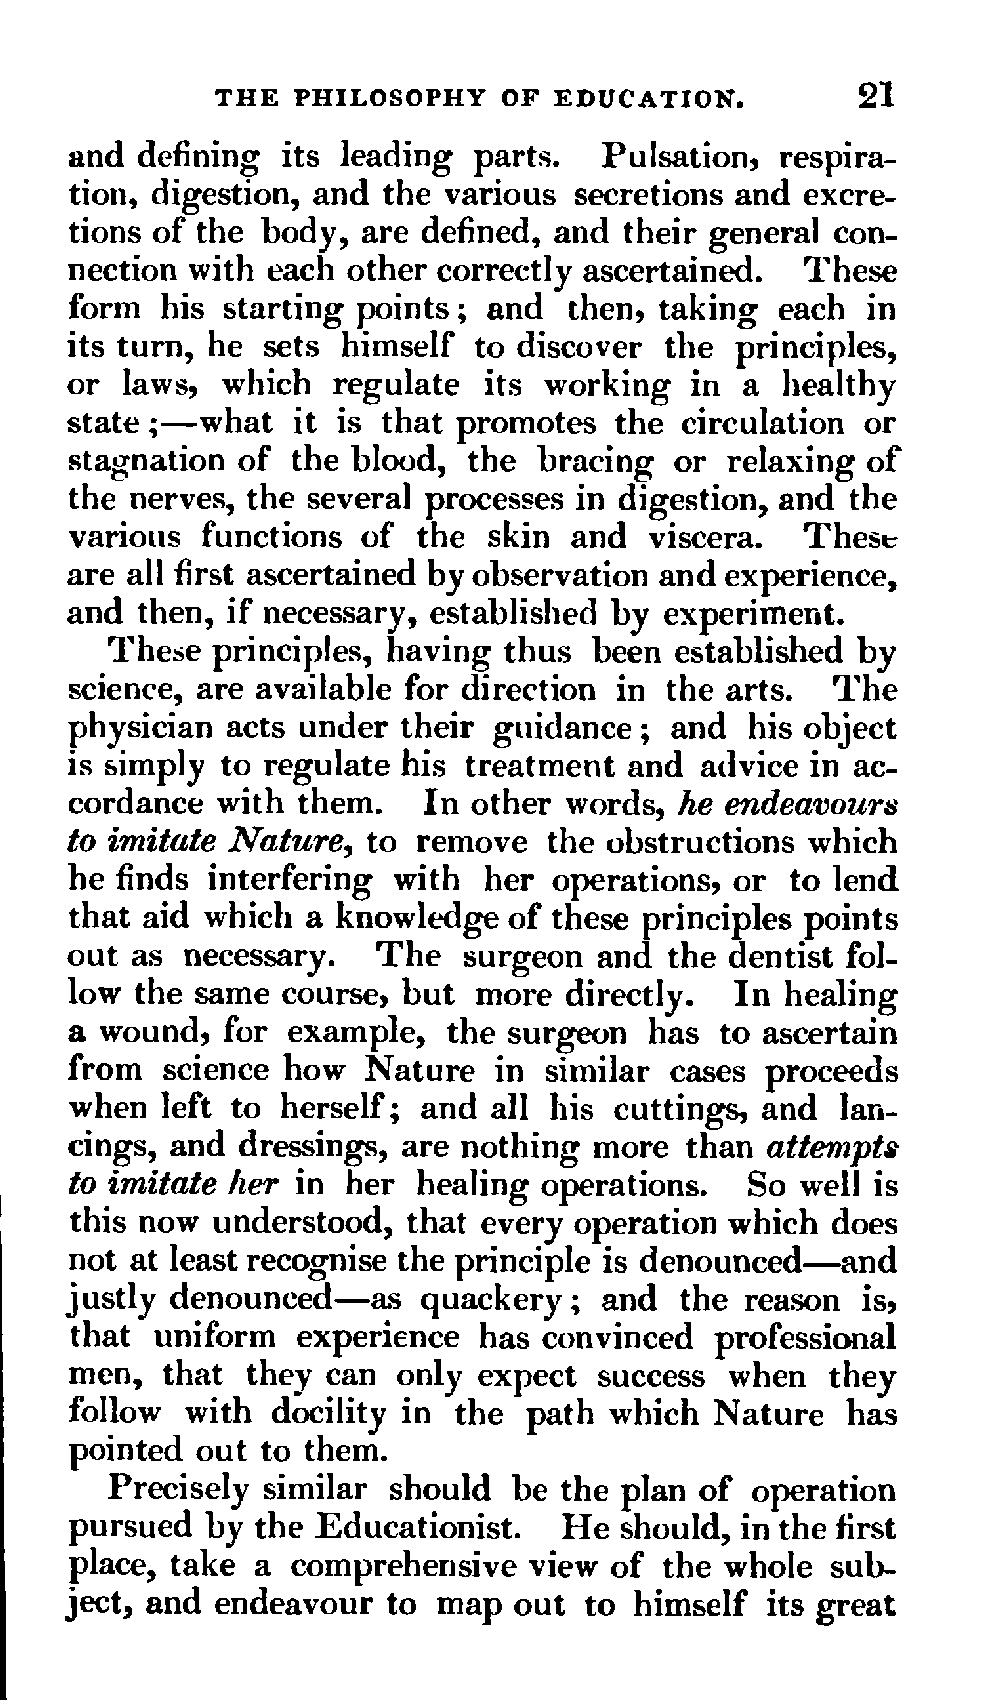 THE PHILOSOPHY OF EDUCATION. 21
and defining its leading parts. Pulsation, respira-
tion, digestion, and the various secretions and excre-
tions of the body, are defined, and their general con-
nection with each other correctly ascertained. These
form his starting points; and then, taking each in
its turn, he sets himself to discover the principles,
or laws, which regulate its working in a healthy
state;—what it is that promotes the circulation or
stagnation of the blood, the bracing or relaxing of
the nerves, the several processes in digestion, and the
various functions of the skin and viscera. These
are all first ascertained by observation and experience,
and then, if necessary, established by experiment.
These principles, having thus been established by
science, are available for direction in the arts. The
physician acts under their guidance; and his object
is simply to regulate his treatment and advice in ac-
cordance with them. In other words, he endeavours
to imitate Nature, to remove the obstructions which
he finds interfering with her operations, or to lend
that aid which a knowledge of these principles points
out as necessary. The surgeon and the dentist fol-
low the same course, but more directly. In healing
a wound, for example, the surgeon has to ascertain
from science how Nature in similar cases proceeds
when left to herself; and all his cuttings, and lan-
cings, and dressings, are nothing more than attempts
to imitate her in her healing operations. So well is
this now understood, that every operation which does
not at least recognise the principle is denounced—and
justly denounced—as quackery; and the reason is,
that uniform experience has convinced professional
men, that they can only expect success when they
follow with docility in the path which Nature has
pointed out to them.
Precisely similar should be the plan of operation
pursued by the Educationist. He should, in the first
place, take a comprehensive view of the whole sub-
ject, and endeavour to map out to himself its great